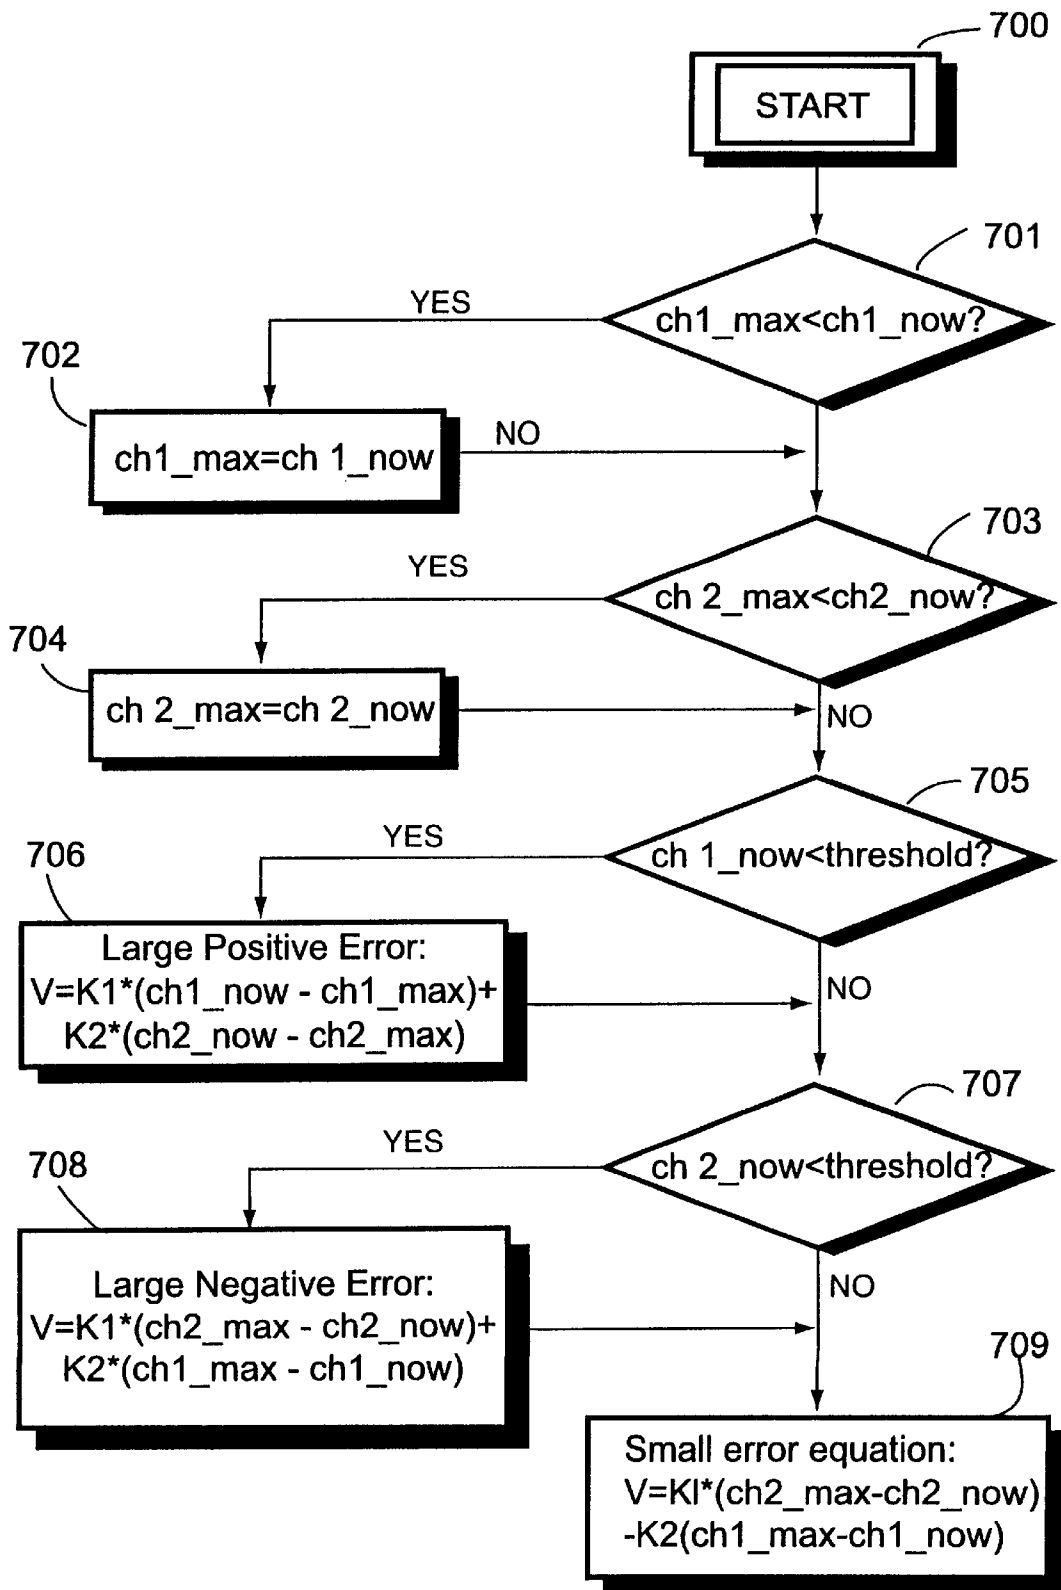 700
START
701
ch1_max<ch1_now?
YES
702
ch1_max=ch 1_now
NO
703
ch 2_max<ch2_now?
YES
704
ch 2_max=ch 2_now
NO
705
ch 1_now<threshold?
YES
706
Large Positive Error:
V=K1*(ch1_now - ch1_max)+
K2*(ch2_now - ch2_max)
NO
707
ch 2_now<threshold?
YES
708
Large Negative Error:
V=K1*(ch2_max - ch2_now)+
K2*(ch1_max - ch1_now)
NO
709
Small error equation:
V=KI*(ch2_max-ch2_now)
-K2(ch1_max-ch1_now)